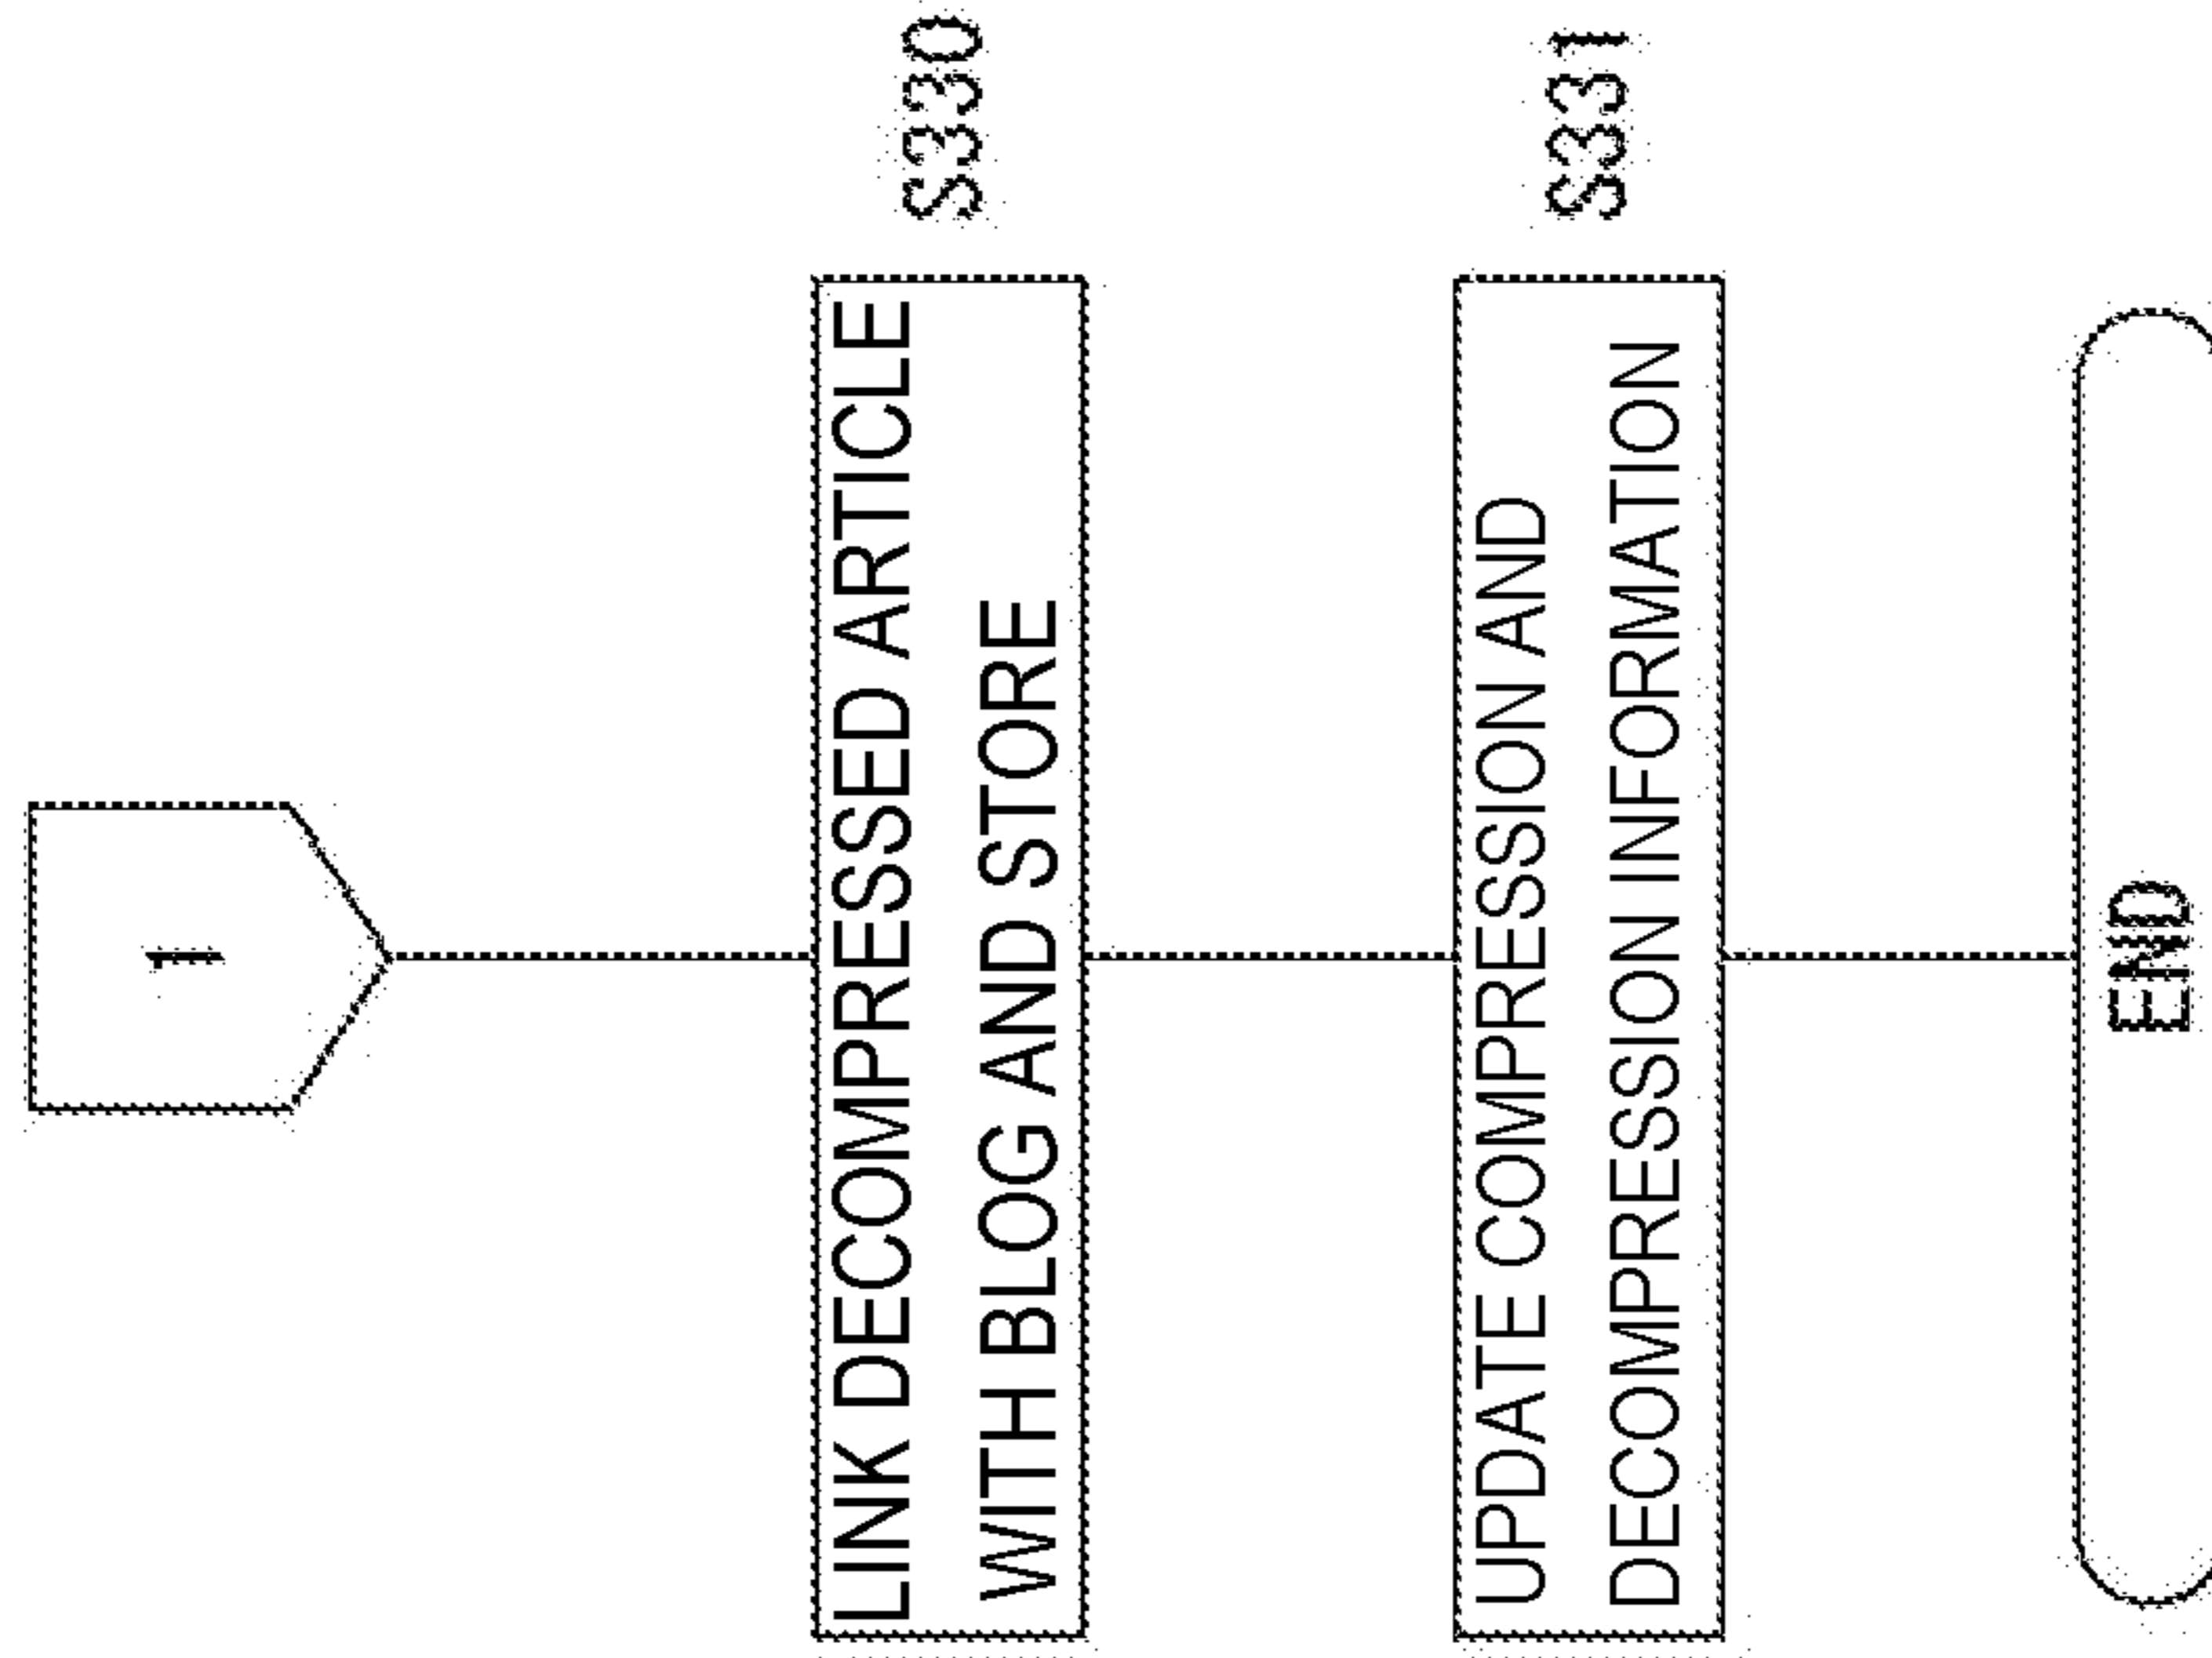 1
LINK DECOMPRESSED ARTICLE
WITH BLOG AND STORE
S330
UPDATE COMPRESSION AND
DECOMPRESSION INFORMATION
S331
END